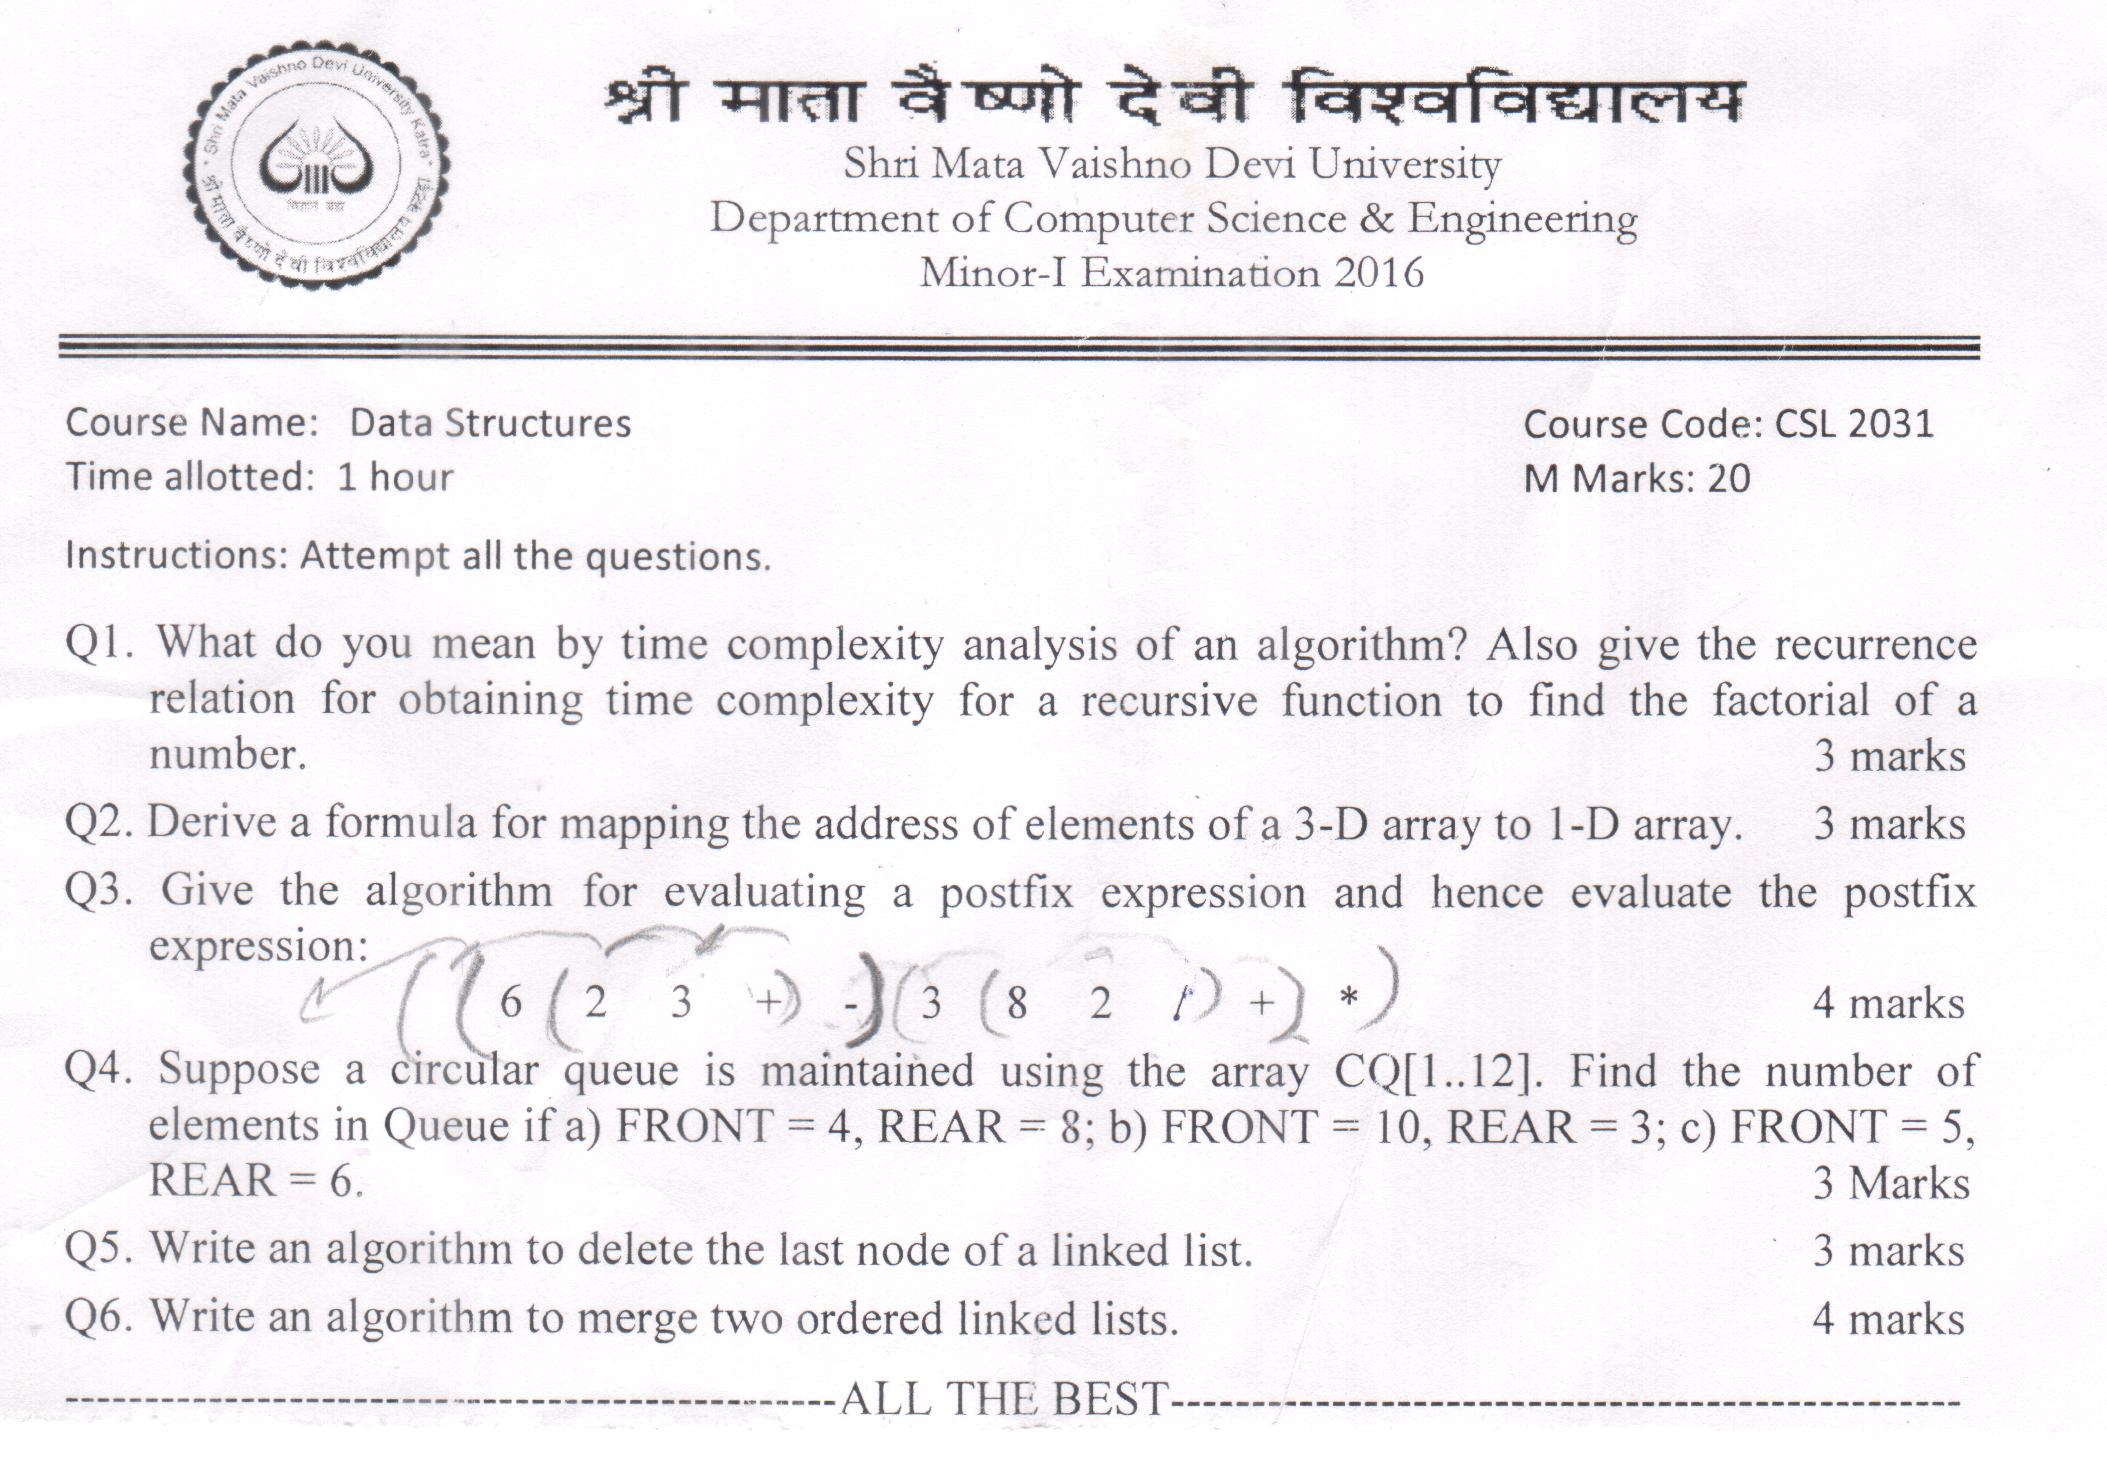 Shri Mata Vaishno Devi University Katra
श्री माता वैष्णो देवी विश्वविद्यालय कटरा
श्री माता वैष्णो देवी विश्वविद्यालय
Shri Mata Vaishno Devi University
Department of Computer Science & Engineering
Minor-I Examination 2016
Course Name: Data Structures Course Code: CSL 2031
Time allotted: 1 hour M Marks: 20
Instructions: Attempt all the questions.
Q1. What do you mean by time complexity analysis of an algorithm? Also give the recurrence
relation for obtaining time complexity for a recursive function to find the factorial of a
number. 3 marks
Q2. Derive a formula for mapping the address of elements of a 3-D array to 1-D array. 3 marks
Q3. Give the algorithm for evaluating a postfix expression and hence evaluate the postfix
expression:
( ( 6 ( 2 3 + ) - ) ( 3 ( 8 2 / ) + ) * ) 4 marks
Q4. Suppose a circular queue is maintained using the array CQ[1..12]. Find the number of
elements in Queue if a) FRONT = 4, REAR = 8; b) FRONT = 10, REAR = 3; c) FRONT = 5,
REAR = 6. 3 Marks
Q5. Write an algorithm to delete the last node of a linked list. 3 marks
Q6. Write an algorithm to merge two ordered linked lists. 4 marks
------------------------------------------------ALL THE BEST-------------------------------------------------